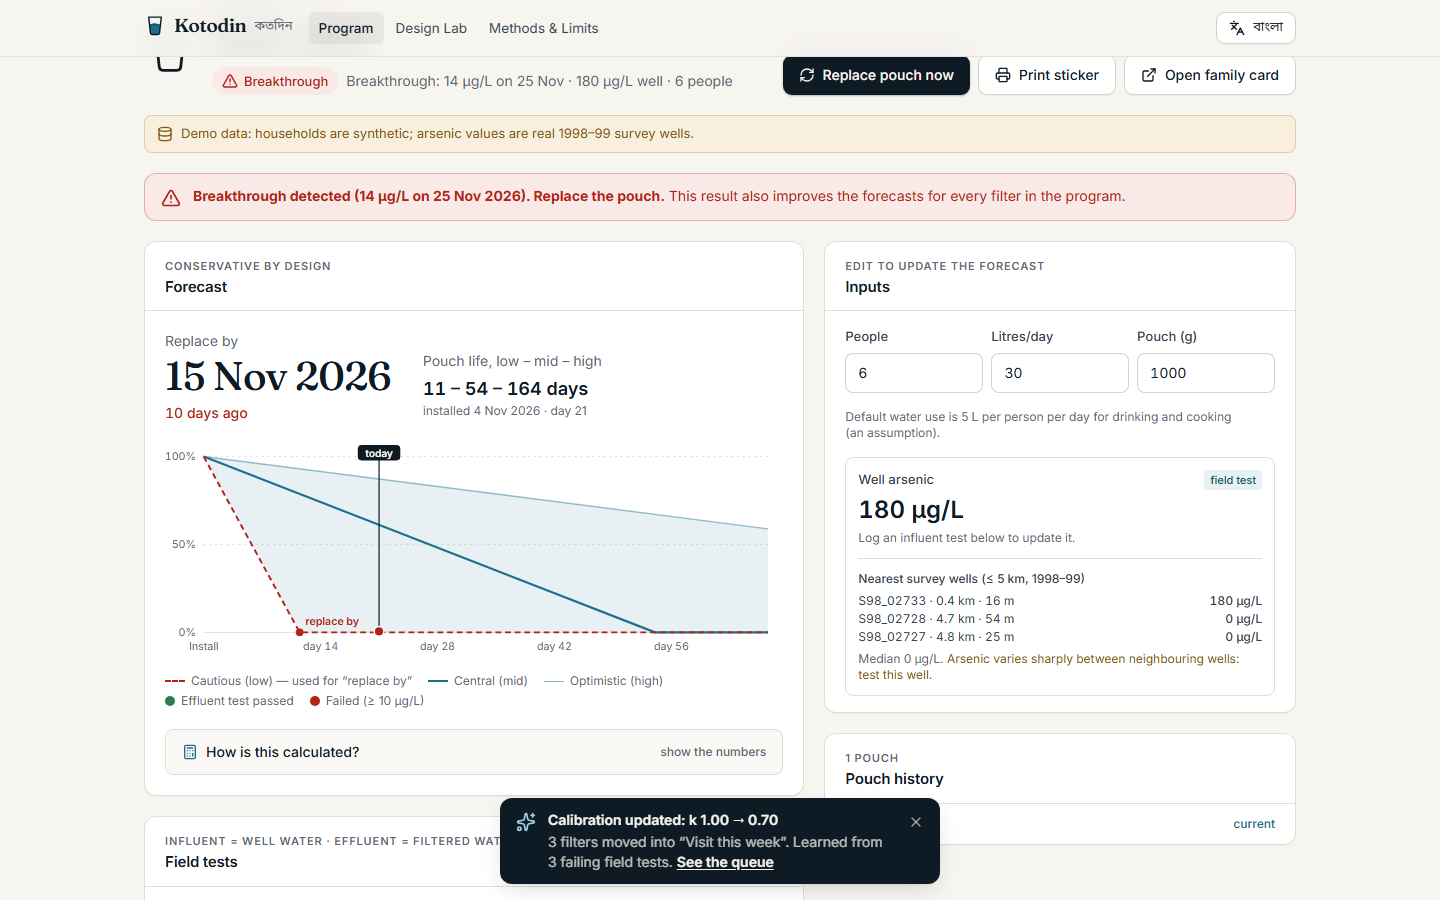 Kotodin কতদিন Program Design Lab Methods & Limits বাংলা
Breakthrough Breakthrough: 14 µg/L on 25 Nov · 180 µg/L well · 6 people
Replace pouch now Print sticker Open family card
Demo data: households are synthetic; arsenic values are real 1998–99 survey wells.
Breakthrough detected (14 µg/L on 25 Nov 2026). Replace the pouch. This result also improves the forecasts for every filter in the program.
CONSERVATIVE BY DESIGN
Forecast
Replace by
15 Nov 2026
10 days ago
Pouch life, low – mid – high
11 – 54 – 164 days
installed 4 Nov 2026 · day 21
today
100%
50%
0%
replace by
Install day 14 day 28 day 42 day 56
Cautious (low) — used for “replace by” Central (mid) Optimistic (high)
Effluent test passed Failed (≥ 10 µg/L)
How is this calculated? show the numbers
INFLUENT = WELL WATER · EFFLUENT = FILTERED WAT
Field tests
EDIT TO UPDATE THE FORECAST
Inputs
People Litres/day Pouch (g)
6 30 1000
Default water use is 5 L per person per day for drinking and cooking
(an assumption).
Well arsenic field test
180 µg/L
Log an influent test below to update it.
Nearest survey wells (≤ 5 km, 1998–99)
S98_02733 · 0.4 km · 16 m 180 µg/L
S98_02728 · 4.7 km · 54 m 0 µg/L
S98_02727 · 4.8 km · 25 m 0 µg/L
Median 0 µg/L. Arsenic varies sharply between neighbouring wells:
test this well.
1 POUCH
Pouch history
current
Calibration updated: k 1.00 → 0.70
3 filters moved into “Visit this week”. Learned from
3 failing field tests. See the queue